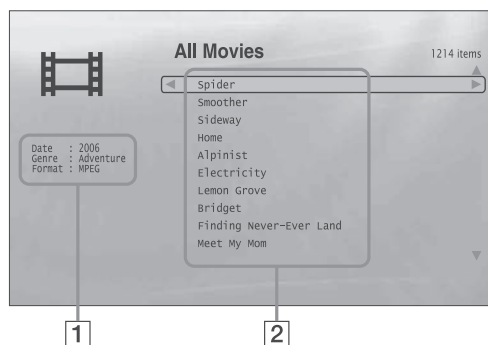 All Movies
1214 items
Spider
Smoother
Sideway
Home
Alpinist
Electricity
Lemon Grove
Bridget
Finding Never-Ever Land
Meet My Mom
Date : 2006
Genre : Adventure
Format : MPEG
1
2